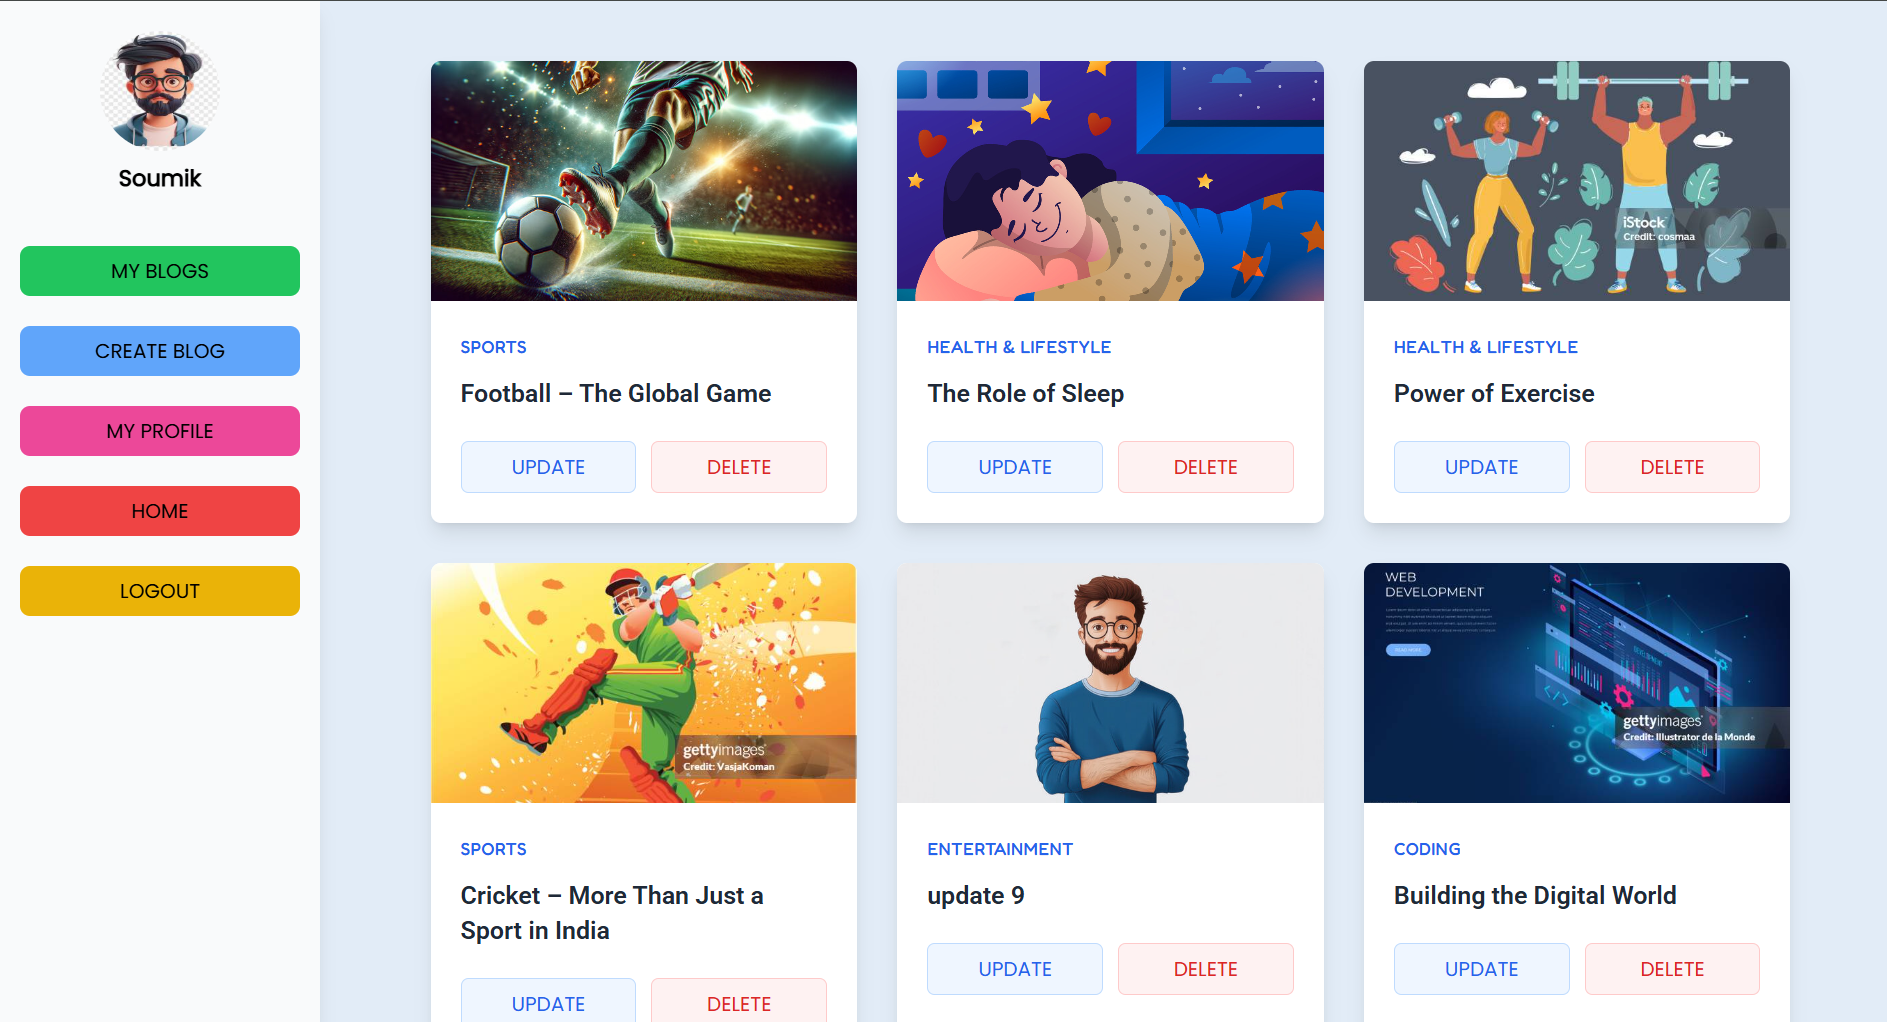 Soumik
MY BLOGS
CREATE BLOG
MY PROFILE
HOME
LOGOUT
iStock
Credit: cosmaa
SPORTS
Football – The Global Game
UPDATE
DELETE
HEALTH & LIFESTYLE
The Role of Sleep
UPDATE
DELETE
HEALTH & LIFESTYLE
Power of Exercise
UPDATE
DELETE
gettyimages
Credit: VasjaKoman
SPORTS
Cricket – More Than Just a
Sport in India
UPDATE
DELETE
ENTERTAINMENT
update 9
UPDATE
DELETE
WEB
DEVELOPMENT
gettyimages
Credit: Illustrator de la Monde
CODING
Building the Digital World
UPDATE
DELETE